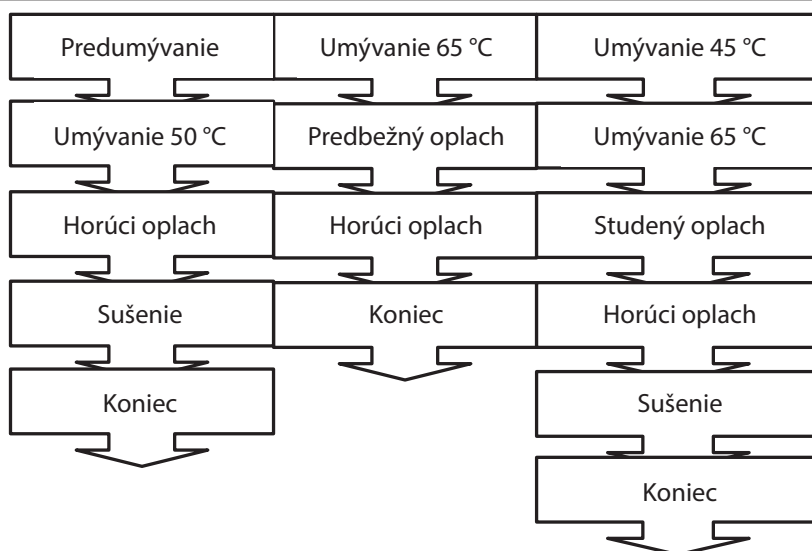 Predumývanie
Umývanie 50 °C
Horúci oplach
Sušenie
Koniec
Umývanie 65 °C
Predbežný oplach
Horúci oplach
Koniec
Umývanie 45 °C
Umývanie 65 °C
Studený oplach
Horúci oplach
Sušenie
Koniec